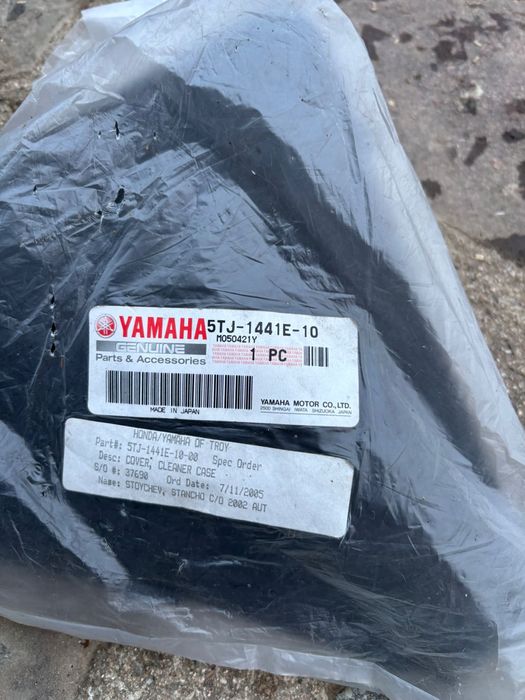 YAMAHA
GENUINE
Parts & Accessories
5TJ-1441E-10
M050421Y
1 PC
MADE IN JAPAN
YAMAHA MOTOR CO.,LTD.
2500 SHINGAI IWATA SHIZUOKA JAPAN
HONDA/YAMAHA OF TROY
Part#: 5TJ-1441E-10-00 Spec Order
Desc: COVER, CLEANER CASE
S/O #: 37690 Ord Date: 7/11/2005
Name: STOYCHEV, STANCHO C/O 2002 AUT